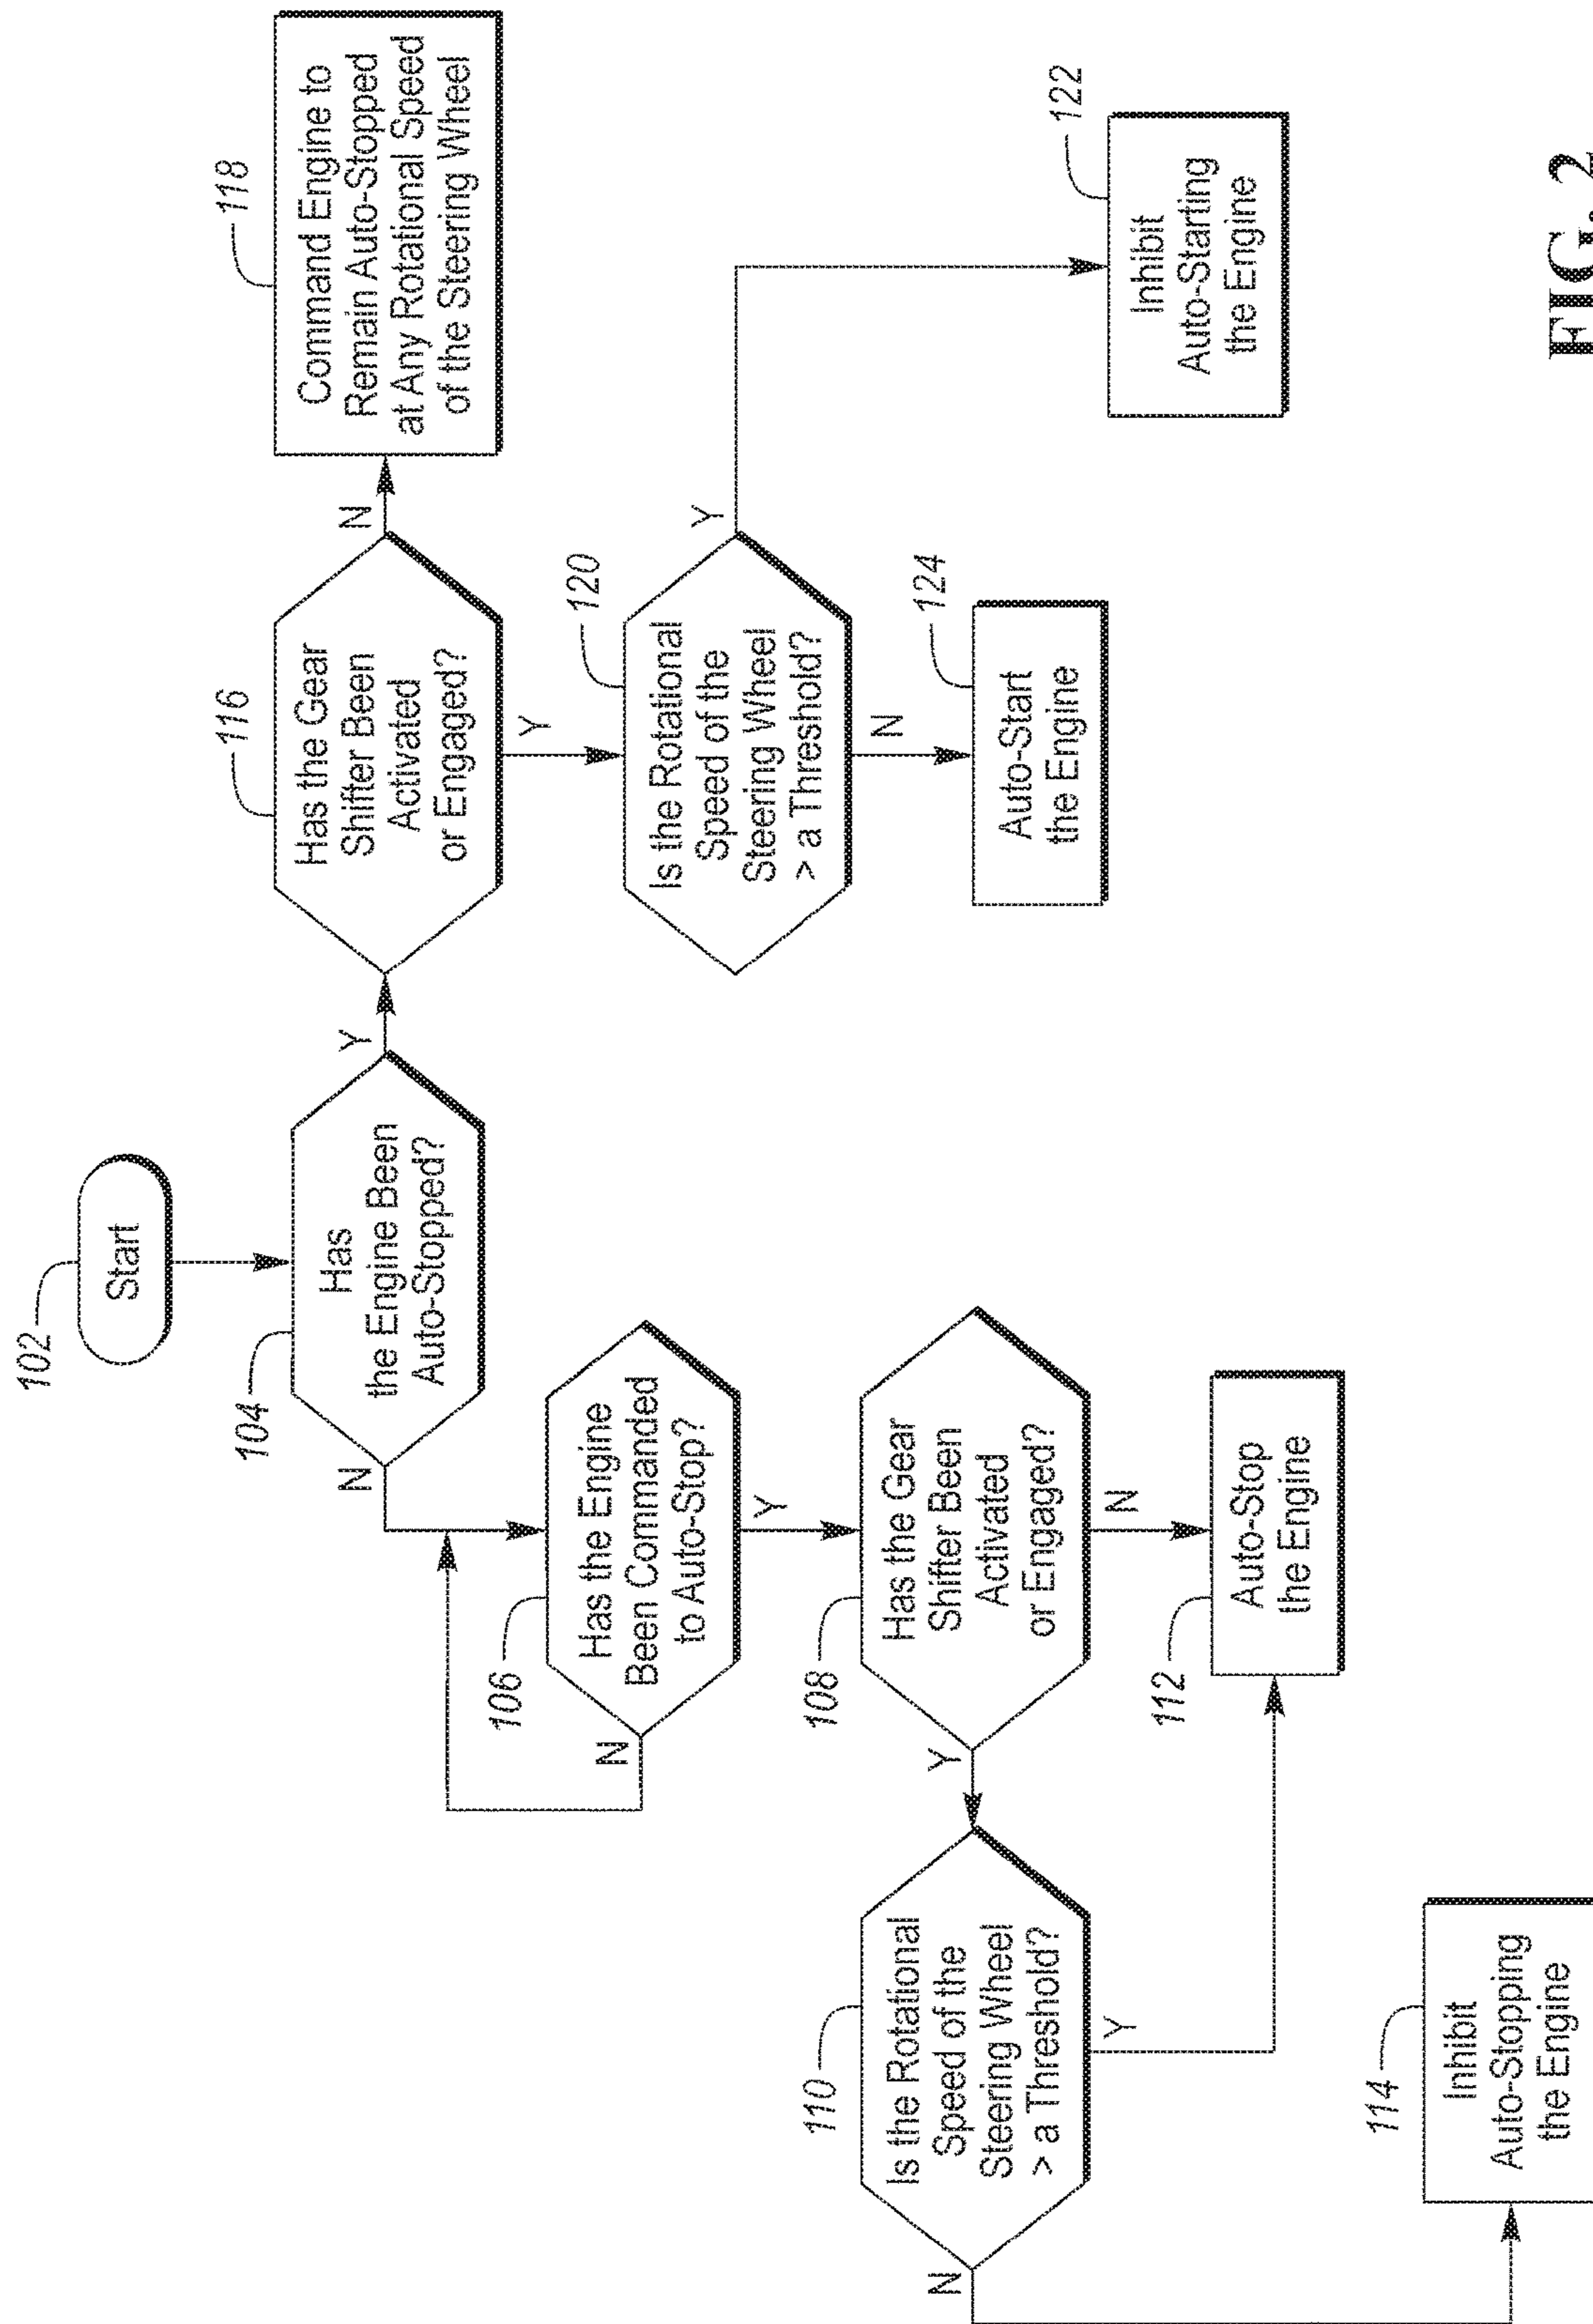 102
Start
104
Has
the Engine Been
Auto-Stopped?
N
Y
106
Has the Engine
Been Commanded
to Auto-Stop?
N
Y
108
Has the Gear
Shifter Been
Activated
or Engaged?
Y
N
110
Is the Rotational
Speed of the
Steering Wheel
> a Threshold?
N
Y
112
Auto-Stop
the Engine
114
Inhibit
Auto-Stopping
the Engine
116
Has the Gear
Shifter Been
Activated
or Engaged?
N
Y
118
Command Engine to
Remain Auto-Stopped
at Any Rotational Speed
of the Steering Wheel
120
Is the Rotational
Speed of the
Steering Wheel
> a Threshold?
Y
N
122
Inhibit
Auto-Starting
the Engine
124
Auto-Start
the Engine
FIG. 2